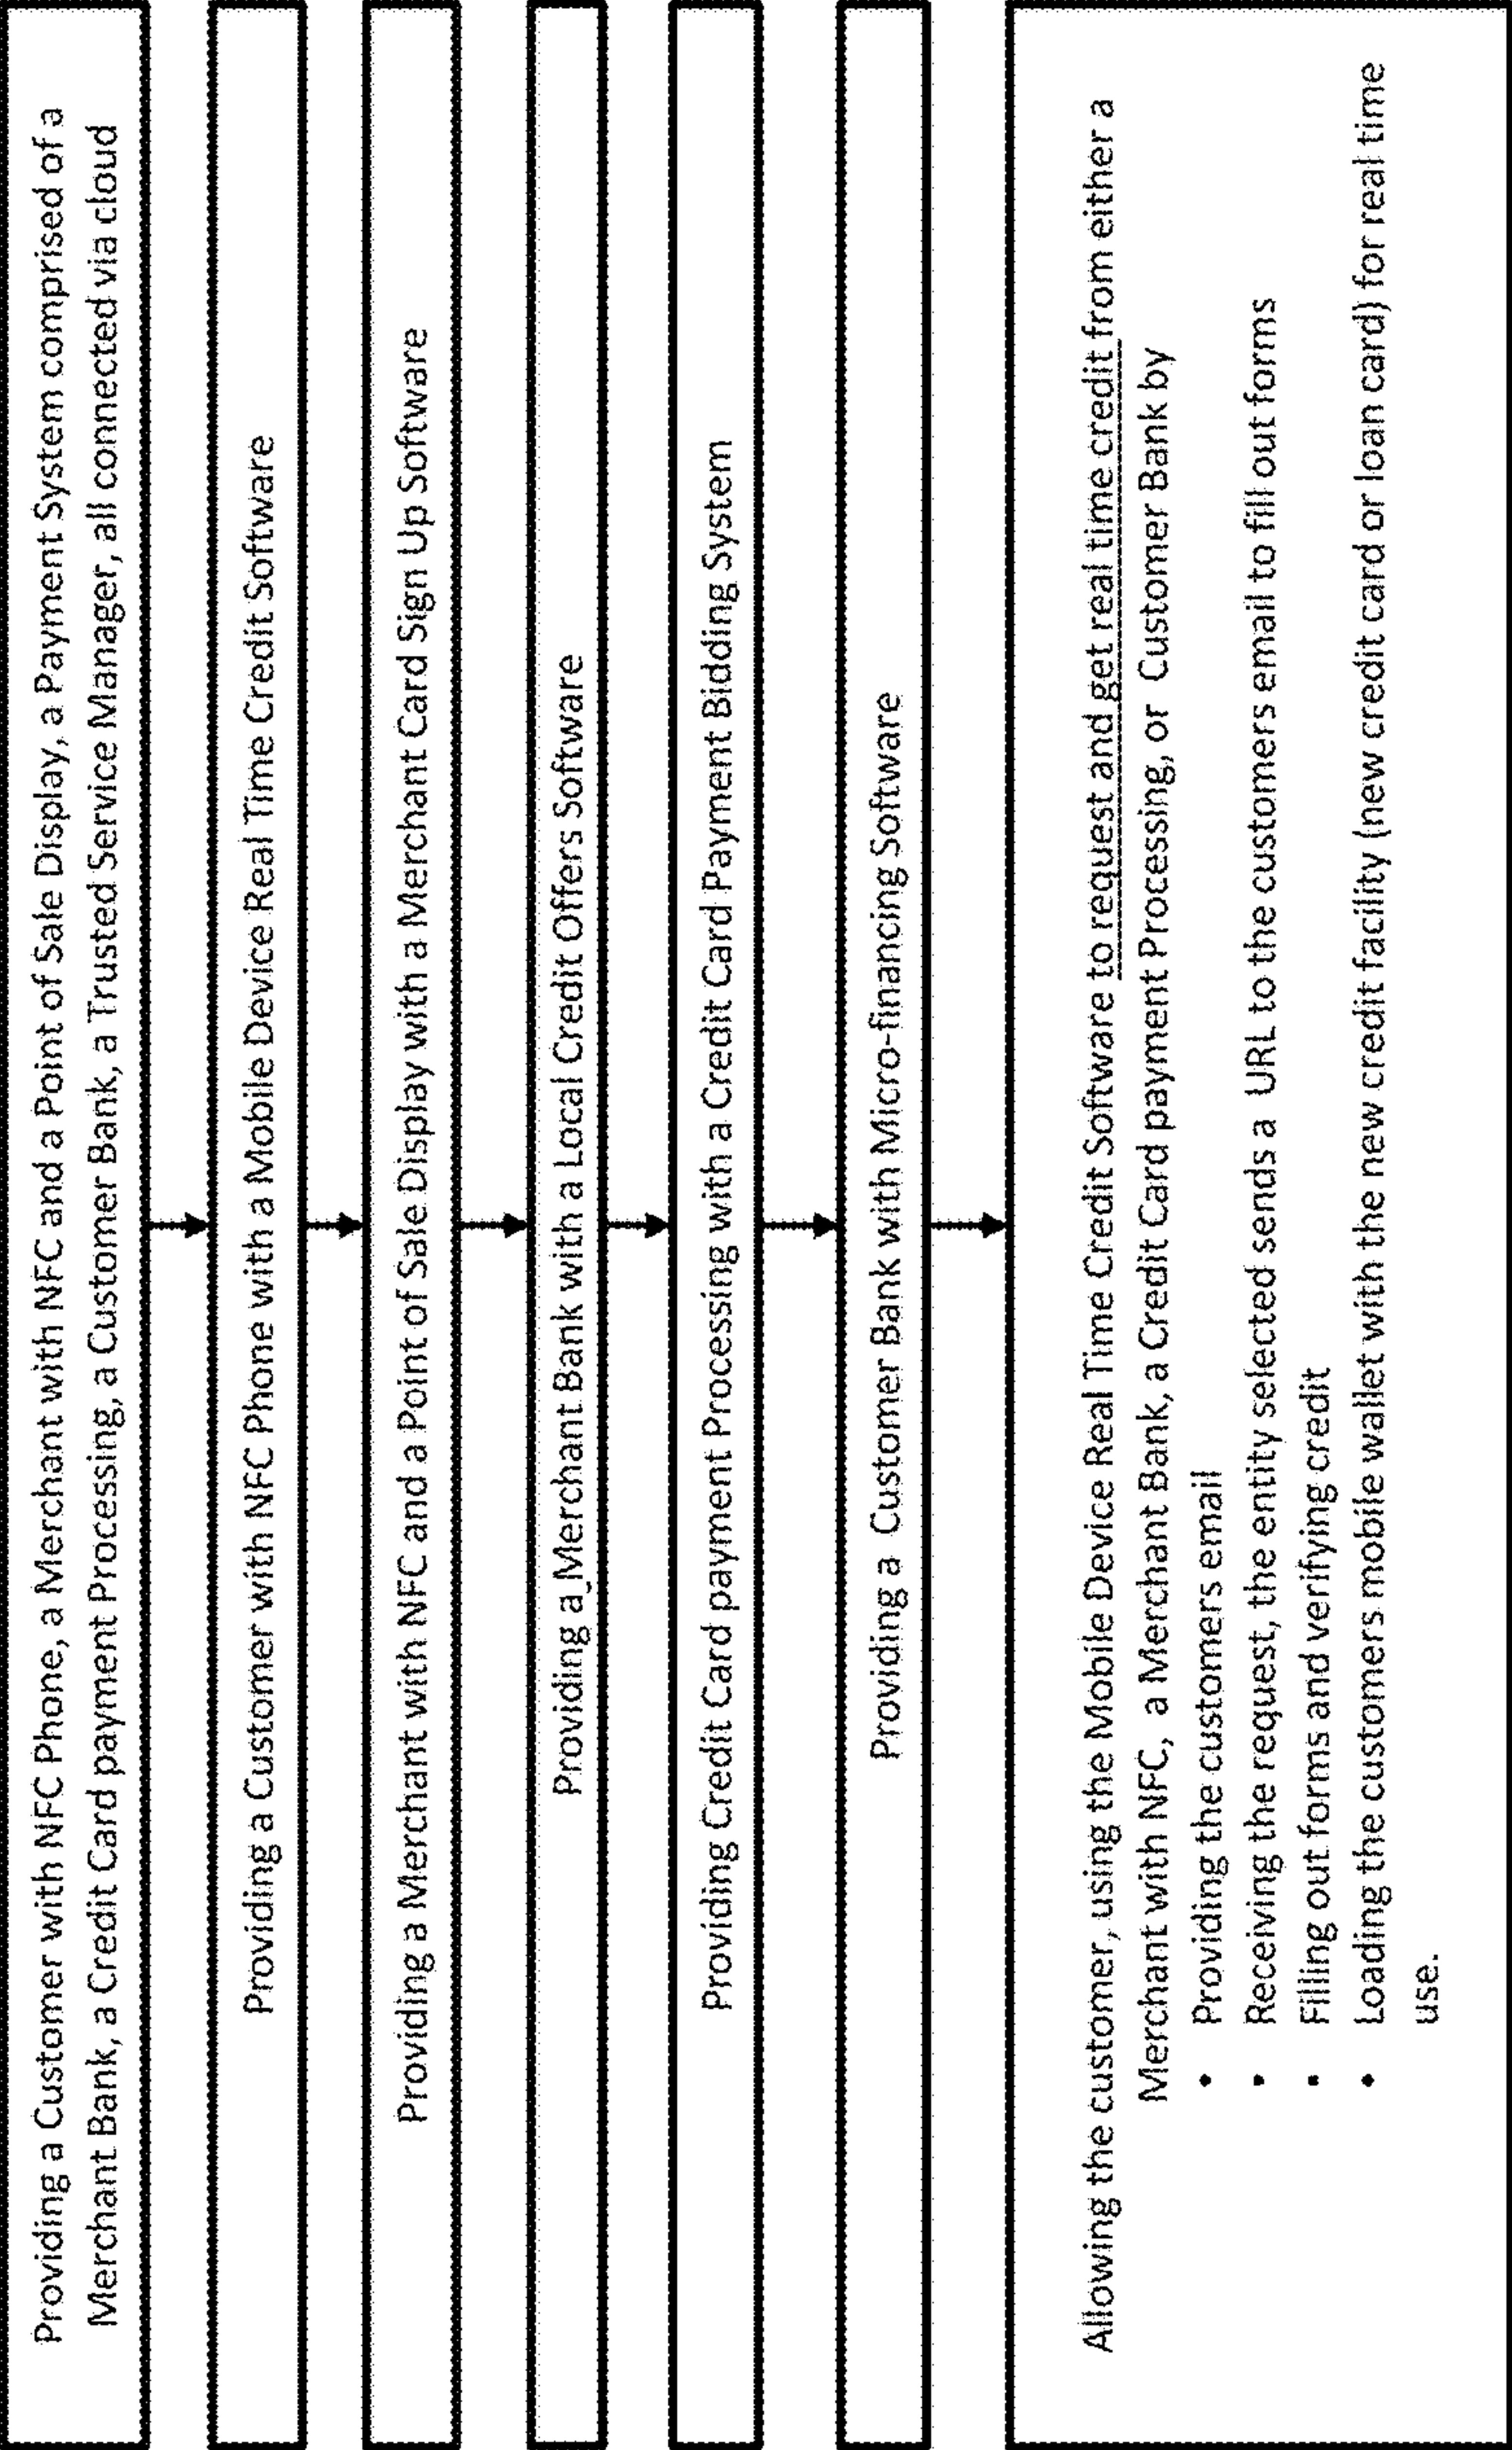 Providing a Customer with NFC Phone, a Merchant with NFC and a Point of Sale Display, a Payment System comprised of a
Merchant Bank, a Credit Card payment Processing, a Customer Bank, a Trusted Service Manager, all connected via cloud
Providing a Customer with NFC Phone with a Mobile Device Real Time Credit Software
Providing a Merchant with NFC and a Point of Sale Display with a Merchant Card Sign Up Software
Providing a Merchant Bank with a Local Credit Offers Software
Providing Credit Card payment Processing with a Credit Card Payment Bidding System
Providing a Customer Bank with Micro-financing Software
Allowing the customer, using the Mobile Device Real Time Credit Software to request and get real time credit from either a
Merchant with NFC, a Merchant Bank, a Credit Card payment Processing, or Customer Bank by
• Providing the customers email
• Receiving the request, the entity selected sends a URL to the customers email to fill out forms
• Filling out forms and verifying credit
• Loading the customers mobile wallet with the new credit facility (new credit card or loan card) for real time
use.